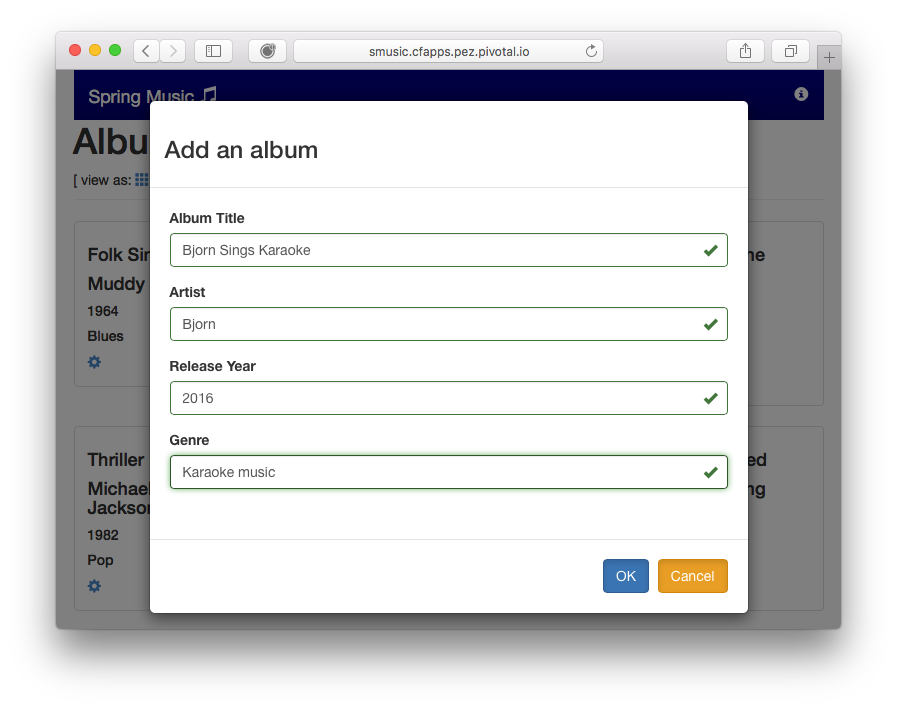 smusic.cfapps.pez.pivotal.io
Spring Music
Albu
[ view as:
Add an album
Album Title
Bjorn Sings Karaoke
Artist
Bjorn
Release Year
2016
Genre
Karaoke music
OK
Cancel
Folk Sin
Muddy
1964
Blues
ne
Thriller
Michael
Jackson
1982
Pop
ed
ng